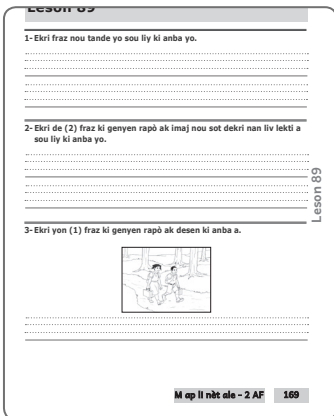 Leson 89
1- Ekri fraz nou tande yo sou liy ki anba yo.
2- Ekri de (2) fraz ki genyen rapò ak imaj nou sot dekri nan liv lekti a
sou liy ki anba yo.
Leson 89
3- Ekri yon (1) fraz ki genyen rapò ak desen ki anba a.
M ap li nèt ale - 2 AF 169